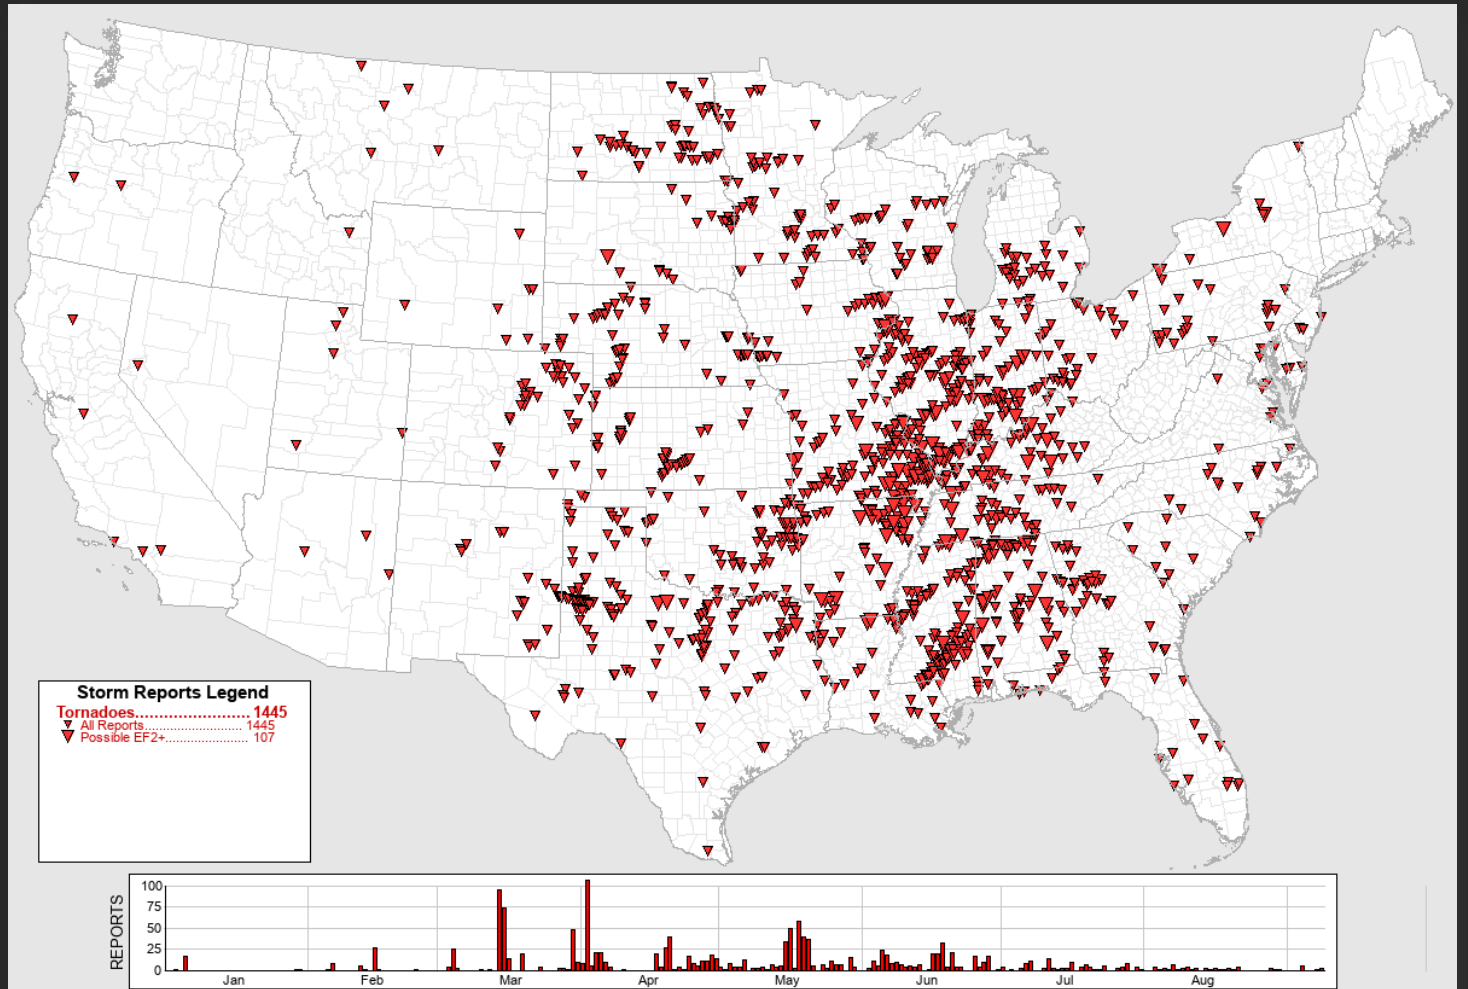 Storm Reports Legend
Tornadoes........................ 1445
All Reports.......................... 1445
Possible EF2+...................... 107
REPORTS
100
75
50
25
0
Jan Feb Mar Apr May Jun Jul Aug